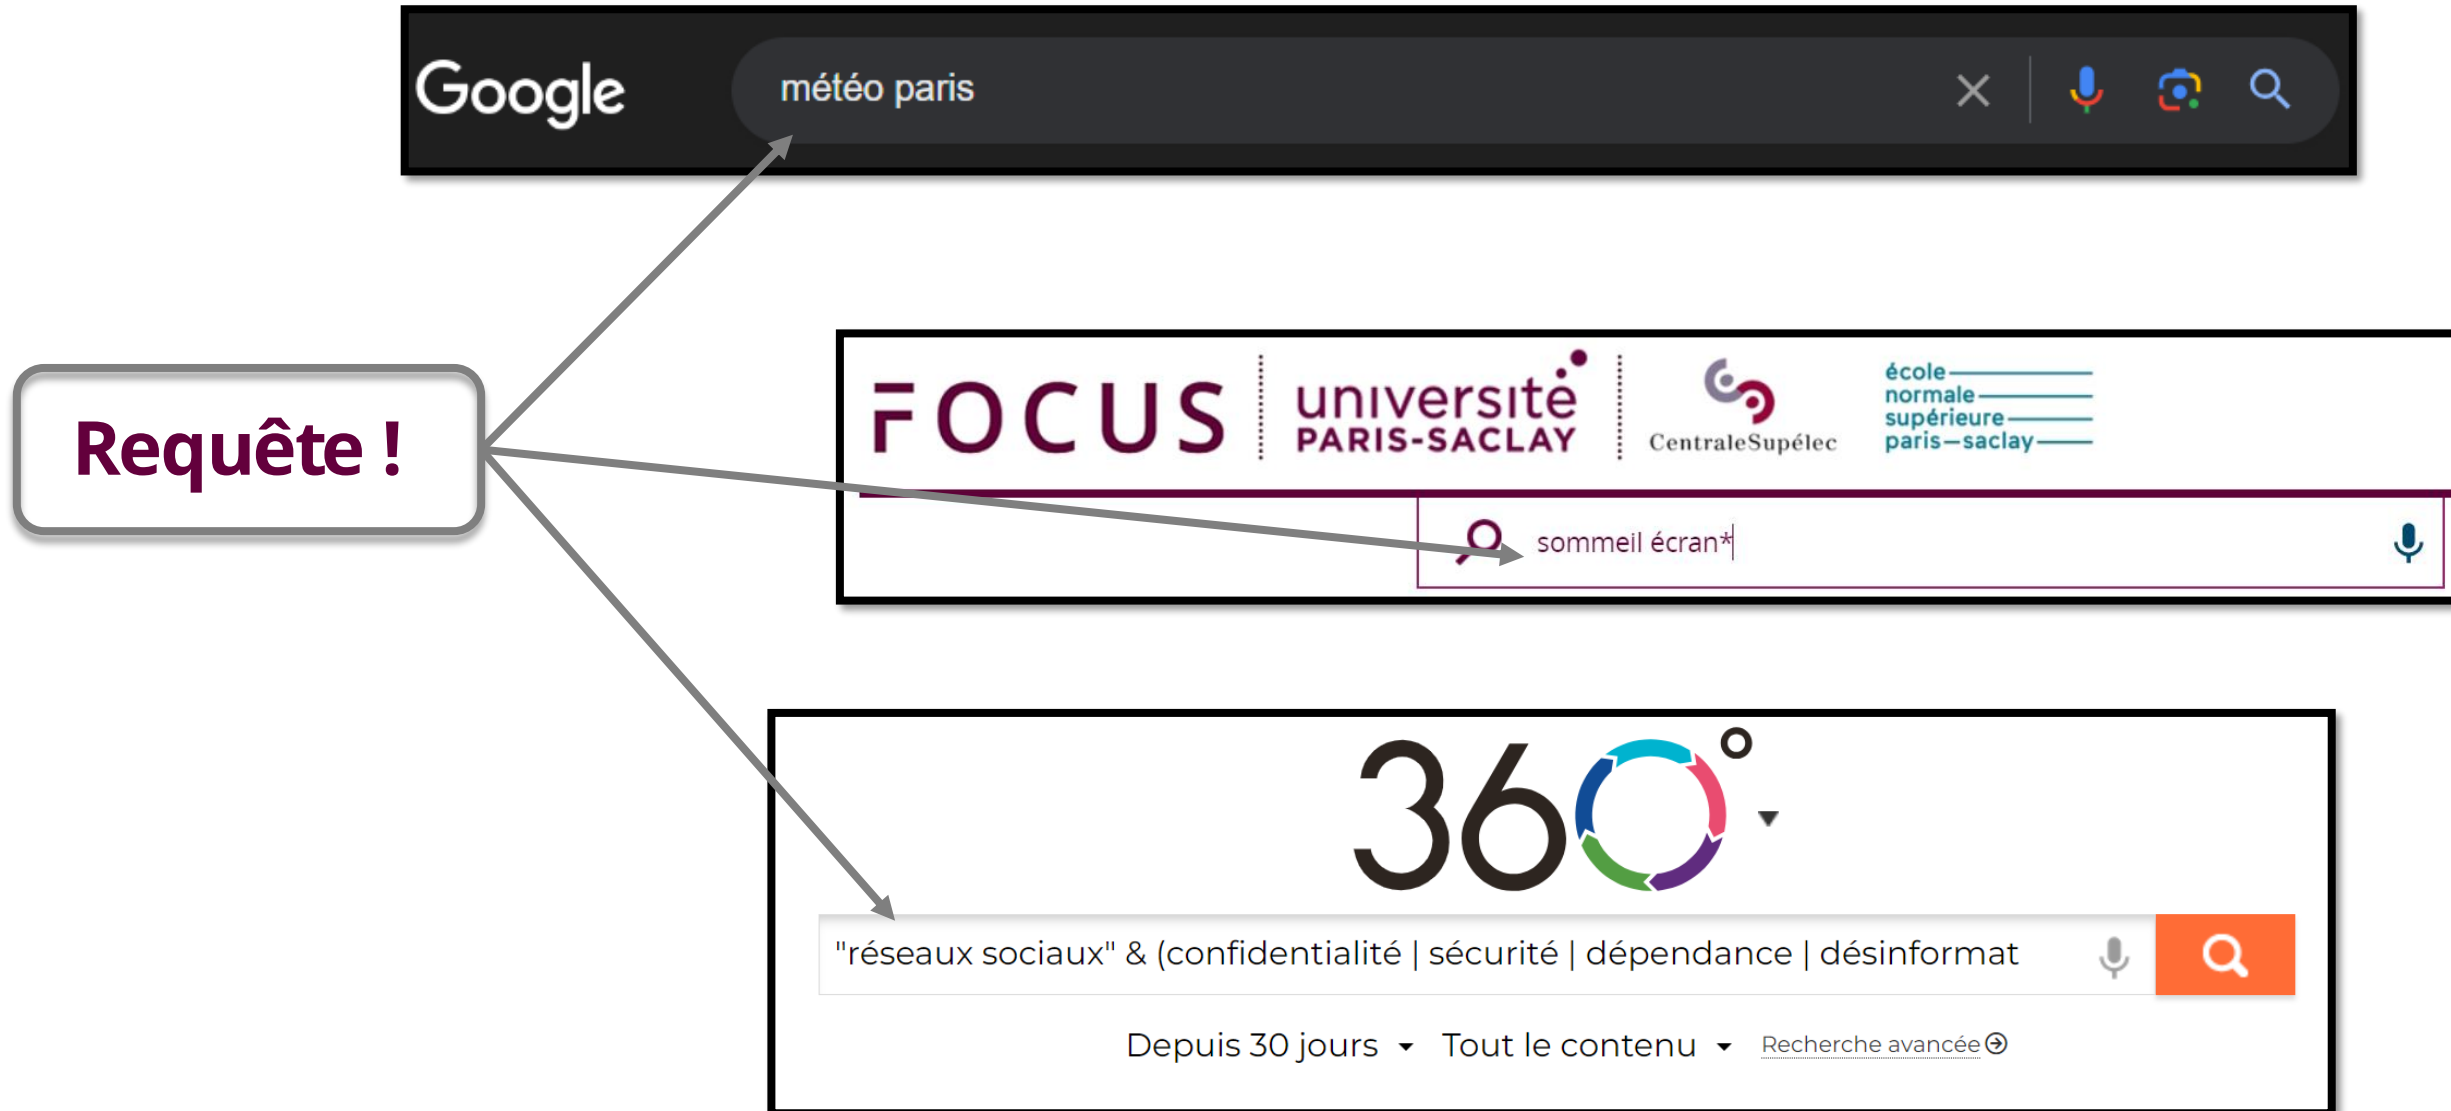 Google
météo paris
Requête !
FOCUS
université
PARIS-SACLAY
CentraleSupélec
école
normale
supérieure
paris—saclay
sommeil écran*
360°
"réseaux sociaux" & (confidentialité | sécurité | dépendance | désinformat
Depuis 30 jours Tout le contenu Recherche avancée